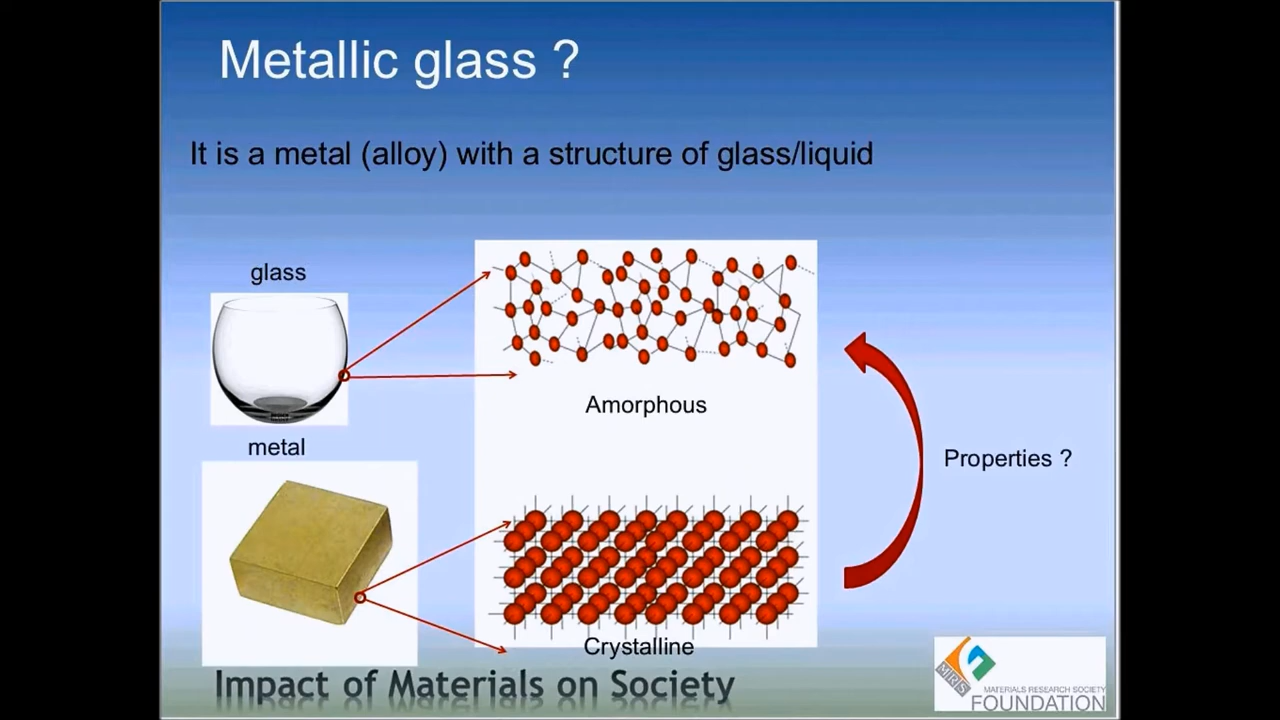 Metallic glass ?
It is a metal (alloy) with a structure of glass/liquid
glass
Amorphous
metal
Properties ?
Crystalline
Impact of Materials on Society
MRS
MATERIALS RESEARCH SOCIETY
FOUNDATION